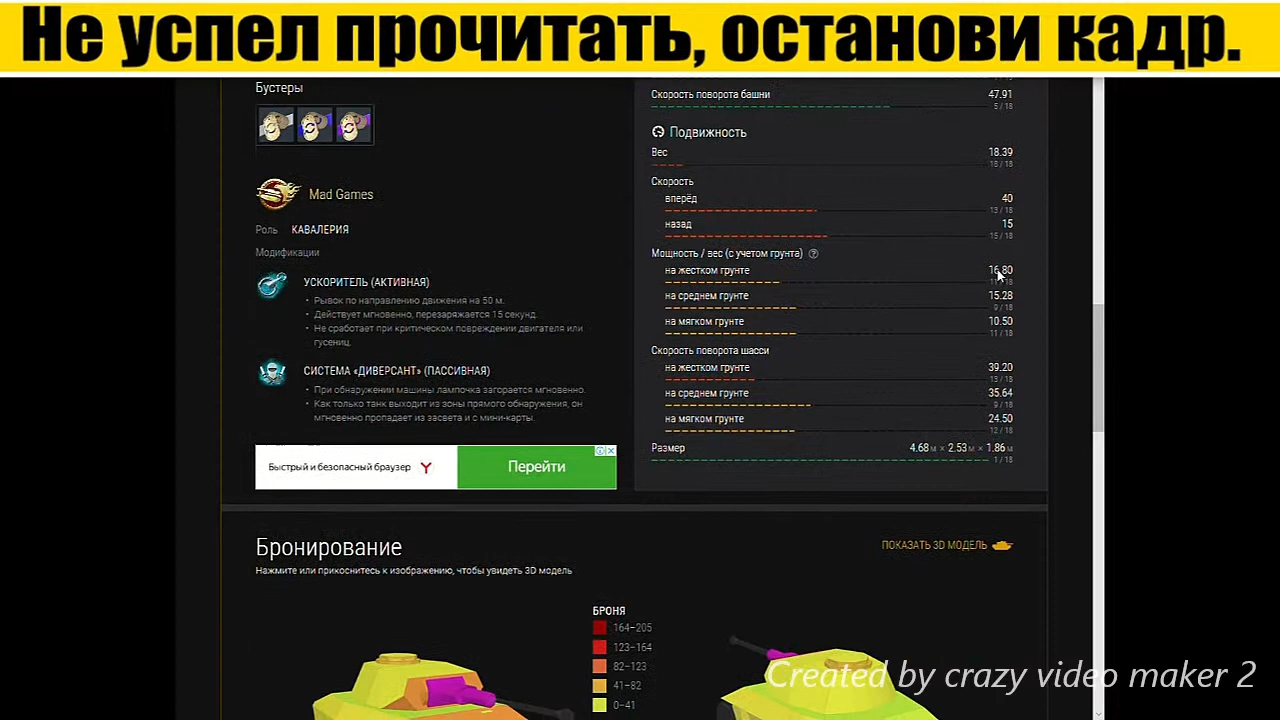 Не успел прочитать, останови кадр.
Бустеры
Mad Games
Роль КАВАЛЕРИЯ
Модификации
УСКОРИТЕЛЬ (АКТИВНАЯ)
• Рывок по направлению движения на 50 м.
• Действует мгновенно, перезаряжается 15 секунд.
• Не сработает при критическом повреждении двигателя или
гусениц.
СИСТЕМА «ДИВЕРСАНТ» (ПАССИВНАЯ)
• При обнаружении машины лампочка загорается мгновенно.
• Как только танк выходит из зоны прямого обнаружения, он
мгновенно пропадает из засвета и с мини-карты.
Быстрый и безопасный браузер
Перейти
Скорость поворота башни 47.91
5 / 18
Подвижность
Вес 18.39
18 / 18
Скорость
вперёд 40
13 / 18
назад 15
15 / 18
Мощность / вес (с учетом грунта) ?
на жестком грунте 16.80
на среднем грунте 15.28
9 / 18
на мягком грунте 10.50
11 / 18
Скорость поворота шасси
на жестком грунте 39.20
13 / 18
на среднем грунте 35.64
9 / 18
на мягком грунте 24.50
12 / 18
Размер 4.68 м × 2.53 м × 1.86 м
1 / 18
Бронирование
ПОКАЗАТЬ 3D МОДЕЛЬ
Нажмите или прикоснитесь к изображению, чтобы увидеть 3D модель
БРОНЯ
164–205
123–164
82–123
41–82
0–41
Created by crazy video maker 2